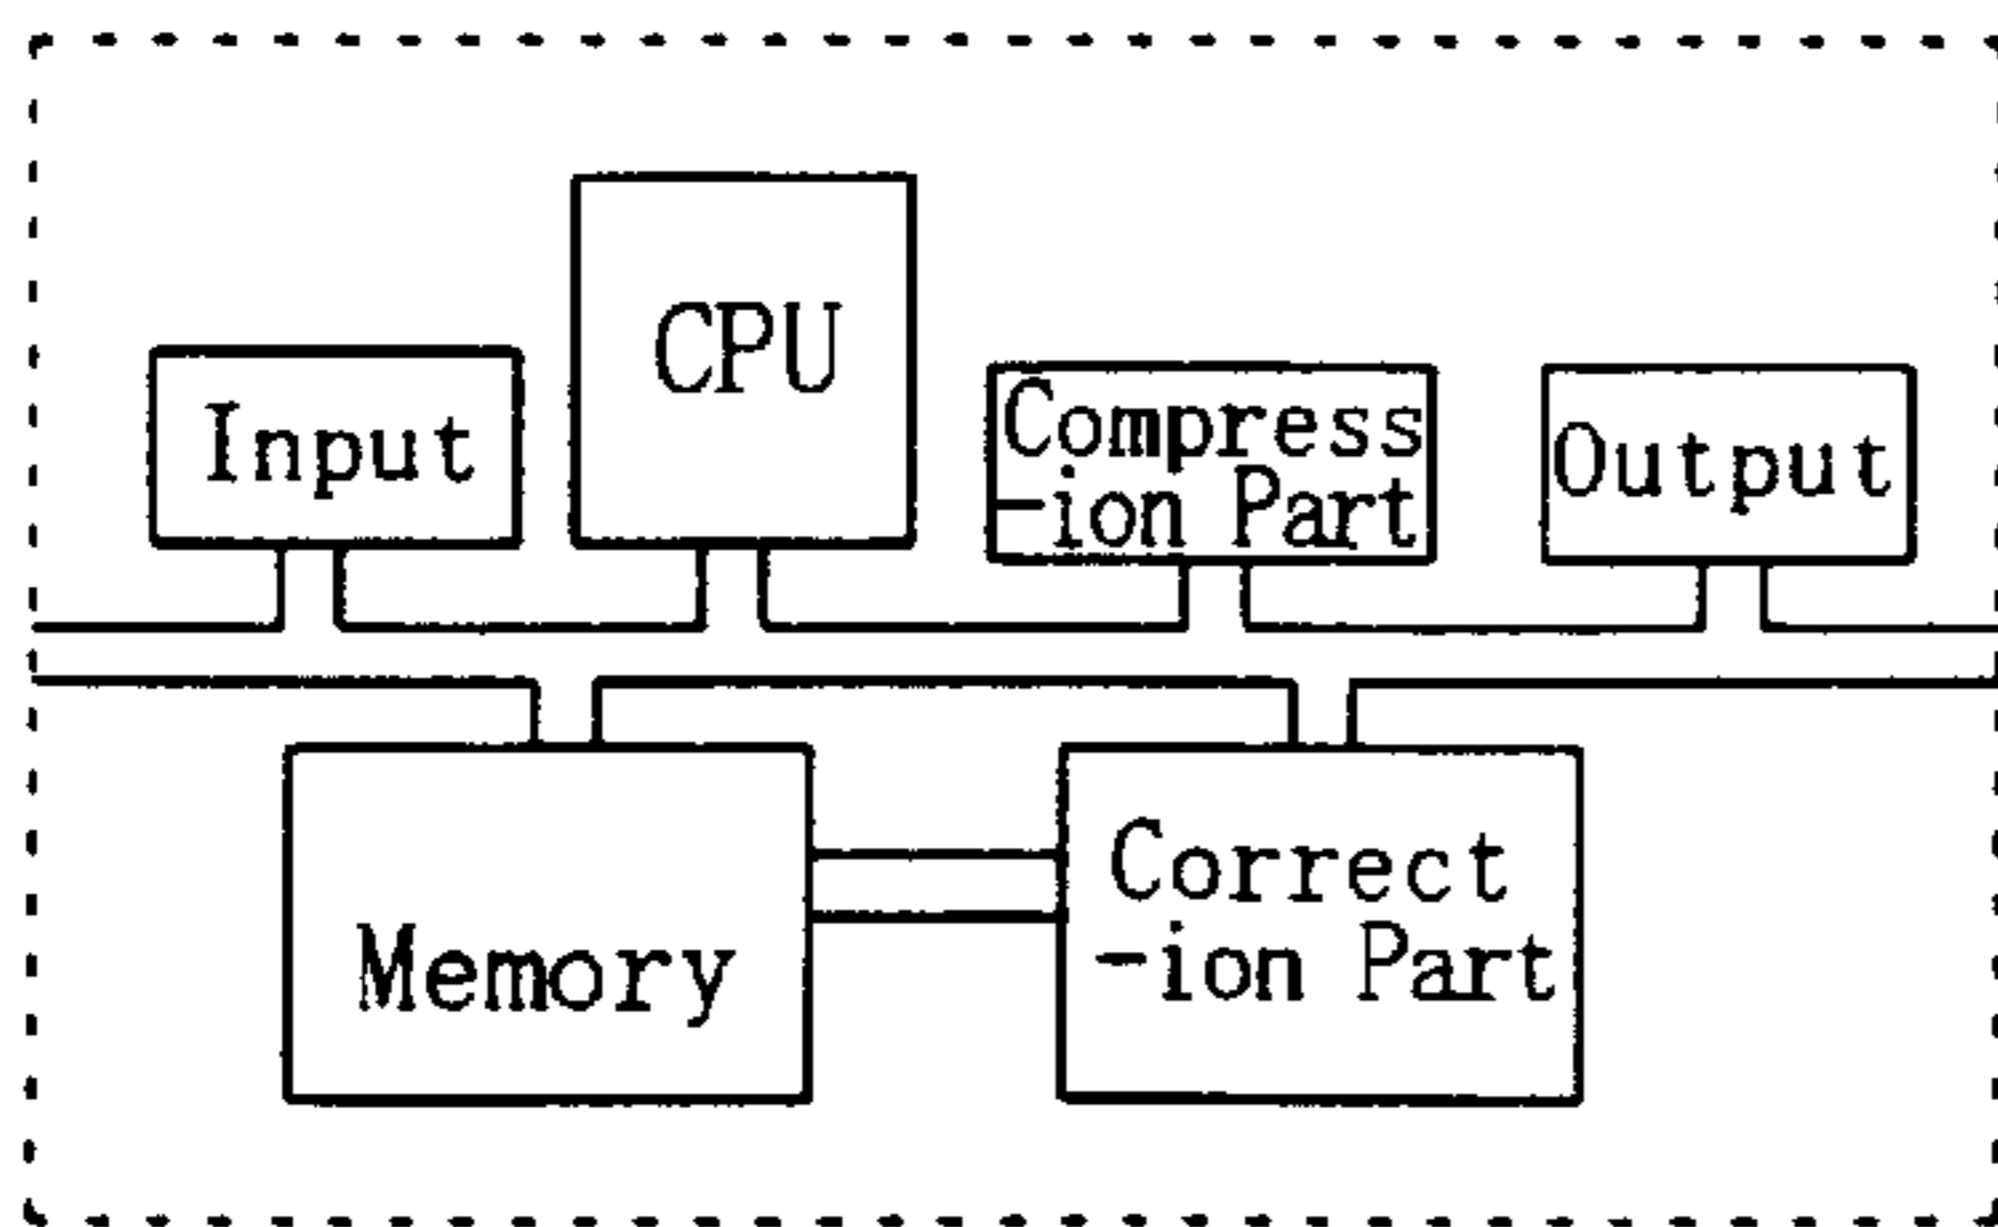 Input
CPU
Compress
-ion Part
Output
Memory
Correct
-ion Part